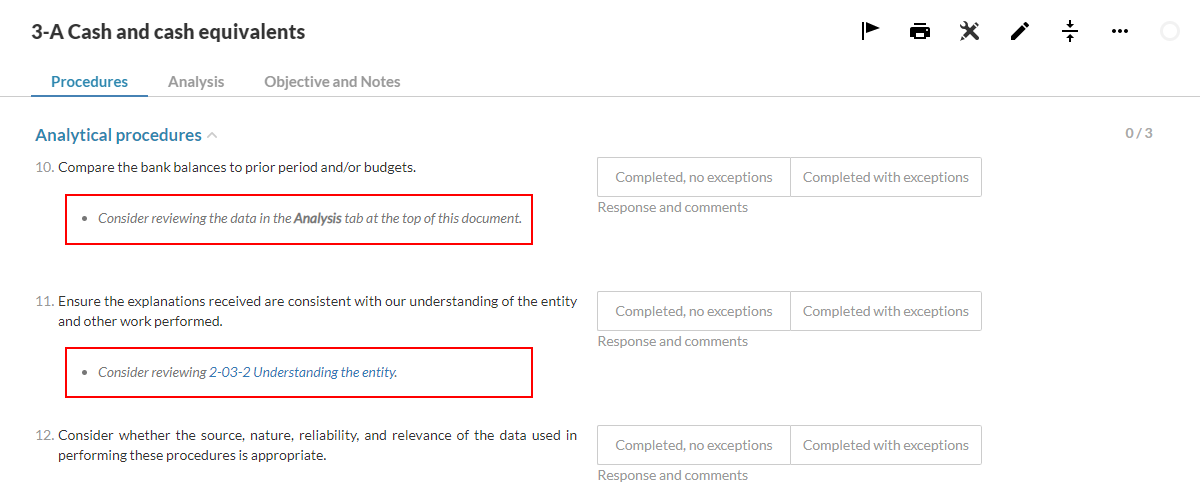 3-A Cash and cash equivalents
Procedures Analysis Objective and Notes
Analytical procedures 0 / 3
10. Compare the bank balances to prior period and/or budgets.
Completed, no exceptions Completed with exceptions
Response and comments
• Consider reviewing the data in the Analysis tab at the top of this document.
11. Ensure the explanations received are consistent with our understanding of the entity
and other work performed.
Completed, no exceptions Completed with exceptions
Response and comments
• Consider reviewing 2-03-2 Understanding the entity.
12. Consider whether the source, nature, reliability, and relevance of the data used in
performing these procedures is appropriate.
Completed, no exceptions Completed with exceptions
Response and comments